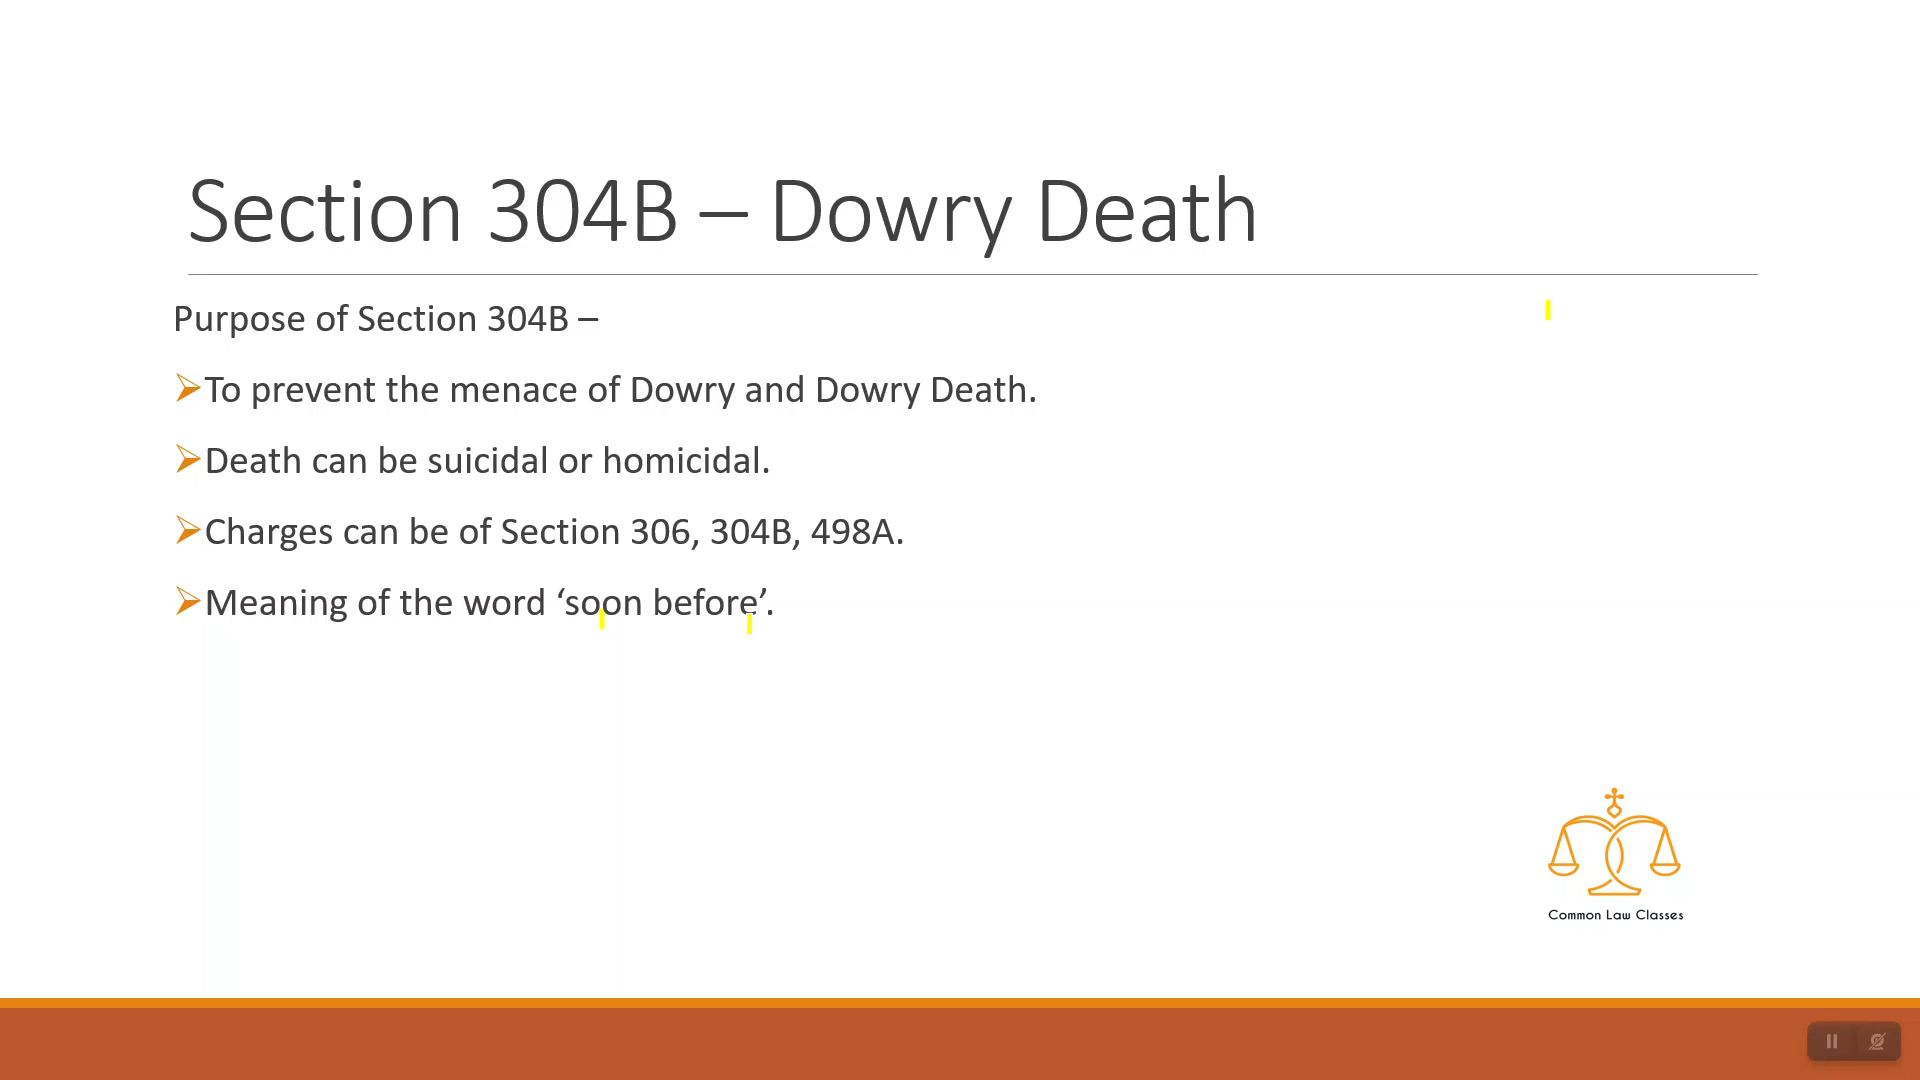 Section 304B – Dowry Death
Purpose of Section 304B –
To prevent the menace of Dowry and Dowry Death.
Death can be suicidal or homicidal.
Charges can be of Section 306, 304B, 498A.
Meaning of the word ‘soon before’.
Common Law Classes